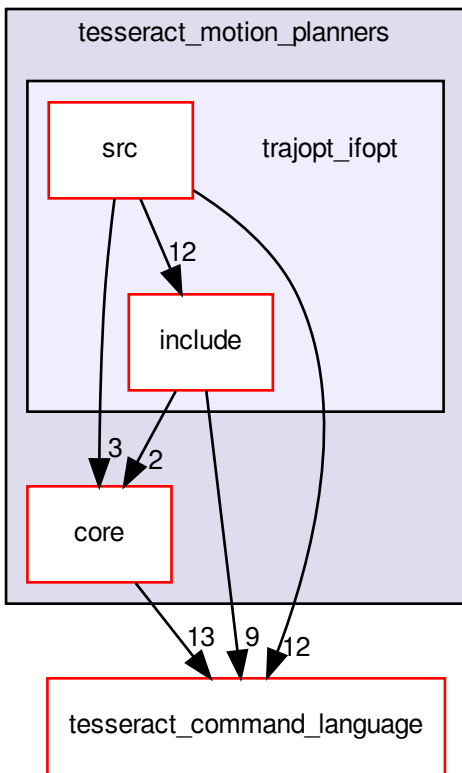 tesseract_motion_planners
src
trajopt_ifopt
12
include
3
2
core
13
9
12
tesseract_command_language